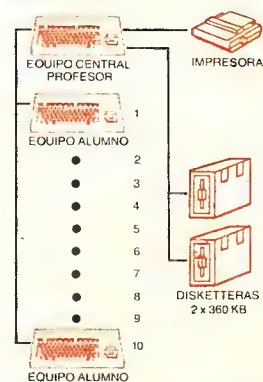 EQUIPO CENTRAL
PROFESOR
IMPRESORA
1
EQUIPO ALUMNO
2
3
4
5
6
7
8
9
DISKETTERAS
2 x 360 KB
10
EQUIPO ALUMNO